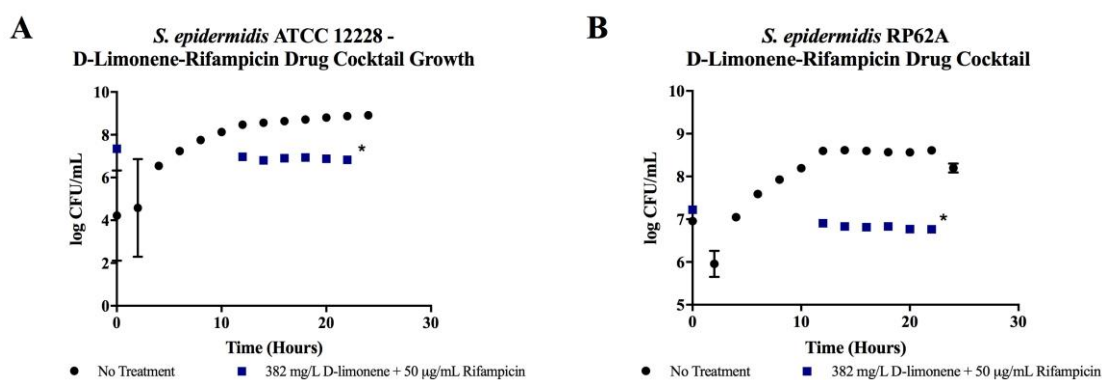 A
S. epidermidis ATCC 12228 -
D-Limonene-Rifampicin Drug Cocktail Growth
log CFU/mL
10
8
6
4
2
0
*
0 10 20 30
Time (Hours)
No Treatment 382 mg/L D-limonene + 50 μg/mL Rifampicin
B
S. epidermidis RP62A
D-Limonene-Rifampicin Drug Cocktail
log CFU/mL
10
9
8
7
6
5
*
0 10 20 30
Time (Hours)
No Treatment 382 mg/L D-limonene + 50 μg/mL Rifampicin